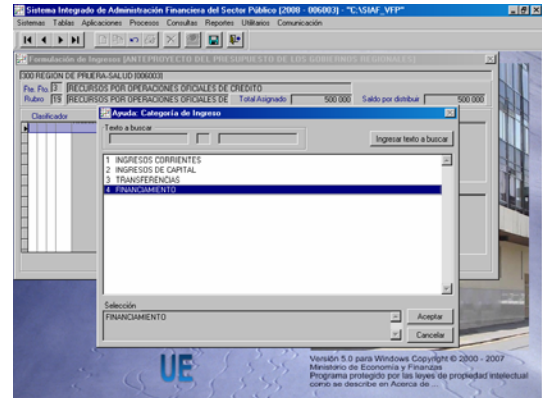 Sistema Integrado de Administración Financiera del Sector Público [2008 - 006003] - "C:\SIAF_VFP"
Sistemas Tablas Aplicaciones Procesos Consultas Reportes Utilitarios Comunicación
Formulación de Ingresos [ANTEPROYECTO DEL PRESUPUESTO DE LOS GOBIERNOS REGIONALES]
300 REGION DE PRUEBA-SALUD [006003]
Fte. Fto. 3 RECURSOS POR OPERACIONES OFICIALES DE CREDITO
Rubro 19 RECURSOS POR OPERACIONES OFICIALES DE Total Asignado 500 000 Saldo por distribuir 500 000
Clasificador
Ayuda: Categoría de Ingreso
Texto a buscar
Ingresar texto a buscar
1 INGRESOS CORRIENTES
2 INGRESOS DE CAPITAL
3 TRANSFERENCIAS
4 FINANCIAMIENTO
Selección
FINANCIAMIENTO
Aceptar
Cancelar
UE
Versión 5.0 para Windows Copyright © 2000 - 2007
Ministerio de Economía y Finanzas
Programa protegido por las leyes de propiedad intelectual
como se describe en Acerca de ...